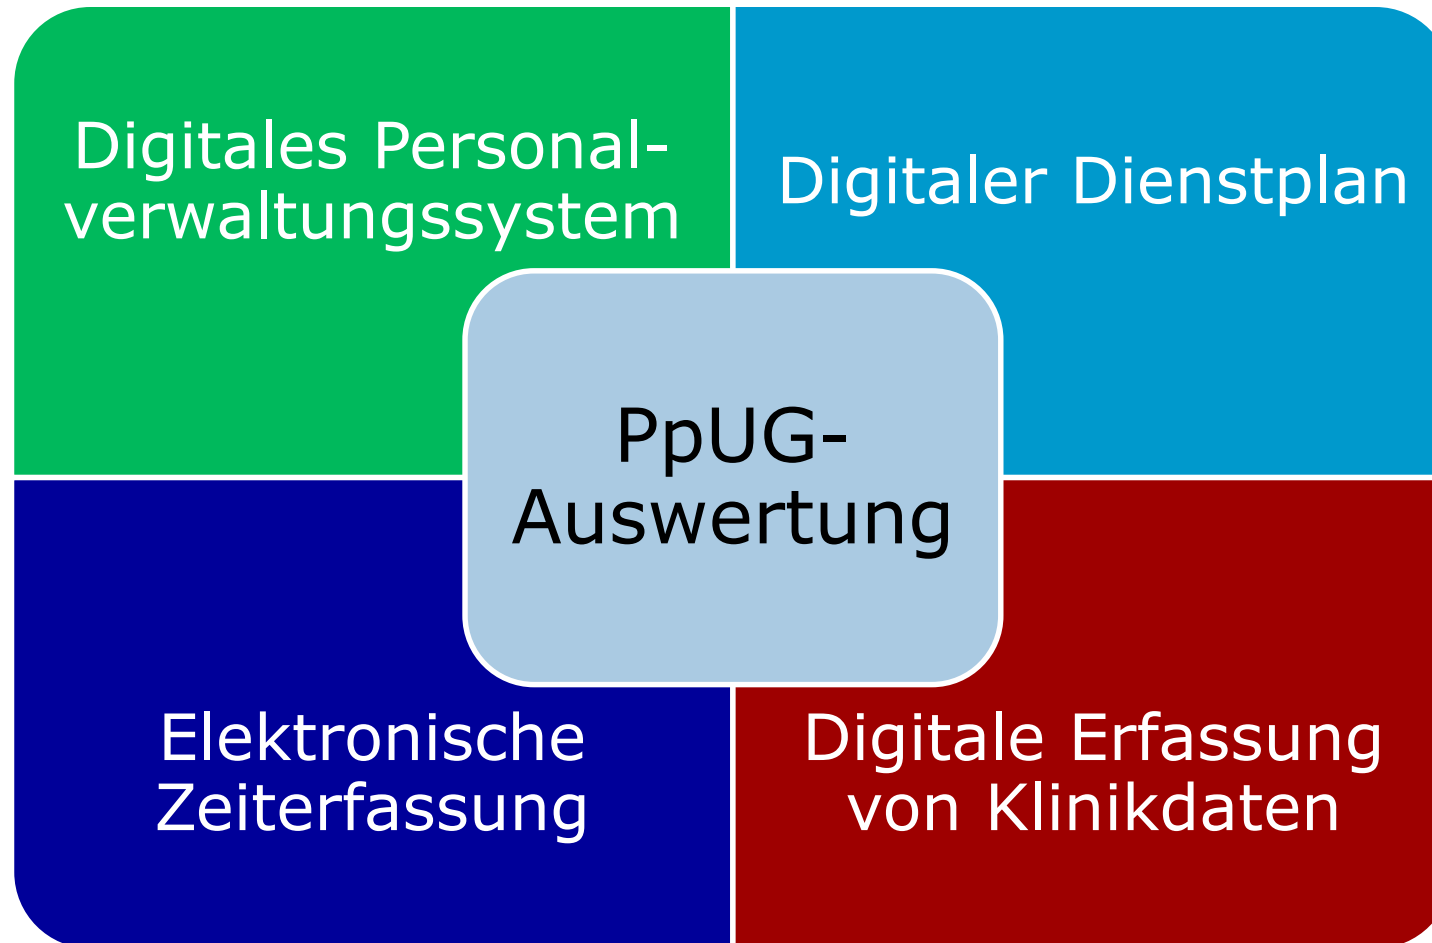 Digitales Personal-
verwaltungssystem
Digitaler Dienstplan
PpUG-
Auswertung
Elektronische
Zeiterfassung
Digitale Erfassung
von Klinikdaten